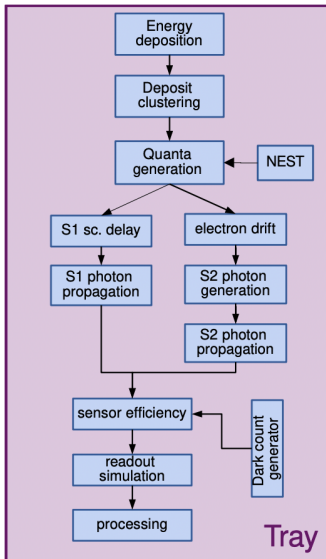 Energy
deposition
Deposit
clustering
Quanta
generation
NEST
S1 sc. delay
electron drift
S1 photon
propagation
S2 photon
generation
S2 photon
propagation
sensor efficiency
Dark count
generator
readout
simulation
processing
Tray